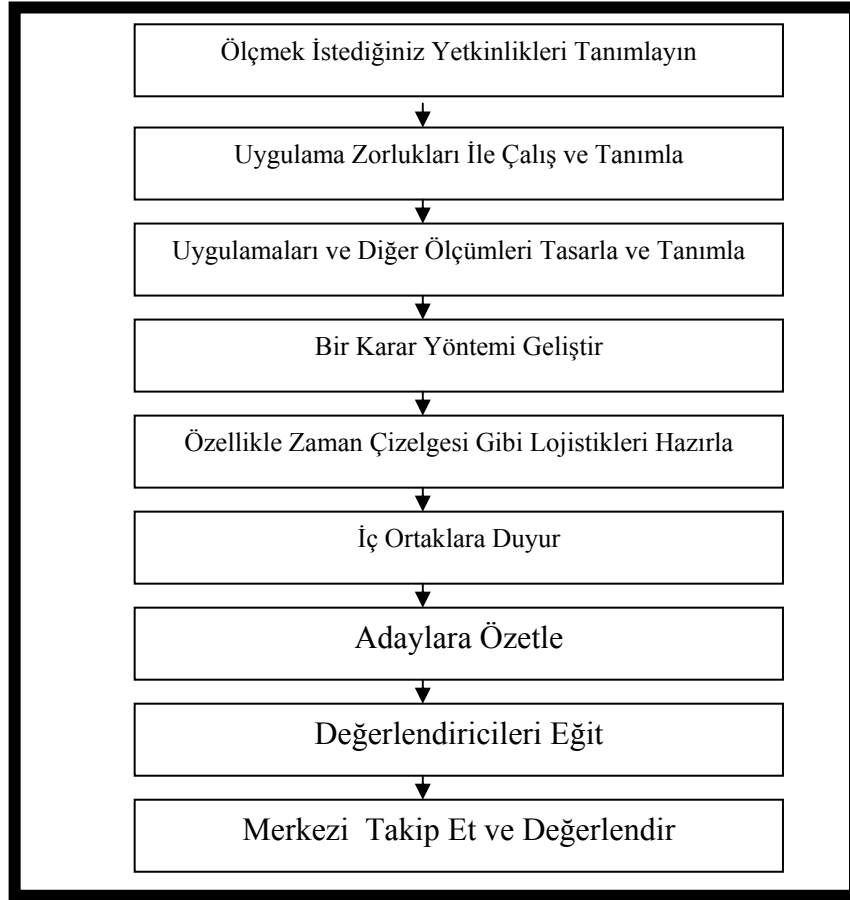 Ölçmek İstediğiniz Yetkinlikleri Tanımlayın
Uygulama Zorlukları İle Çalış ve Tanımla
Uygulamaları ve Diğer Ölçümleri Tasarla ve Tanımla
Bir Karar Yöntemi Geliştir
Özellikle Zaman Çizelgesi Gibi Lojistikleri Hazırla
İç Ortaklara Duyur
Adaylara Özetle
Değerlendiricileri Eğit
Merkezi Takip Et ve Değerlendir